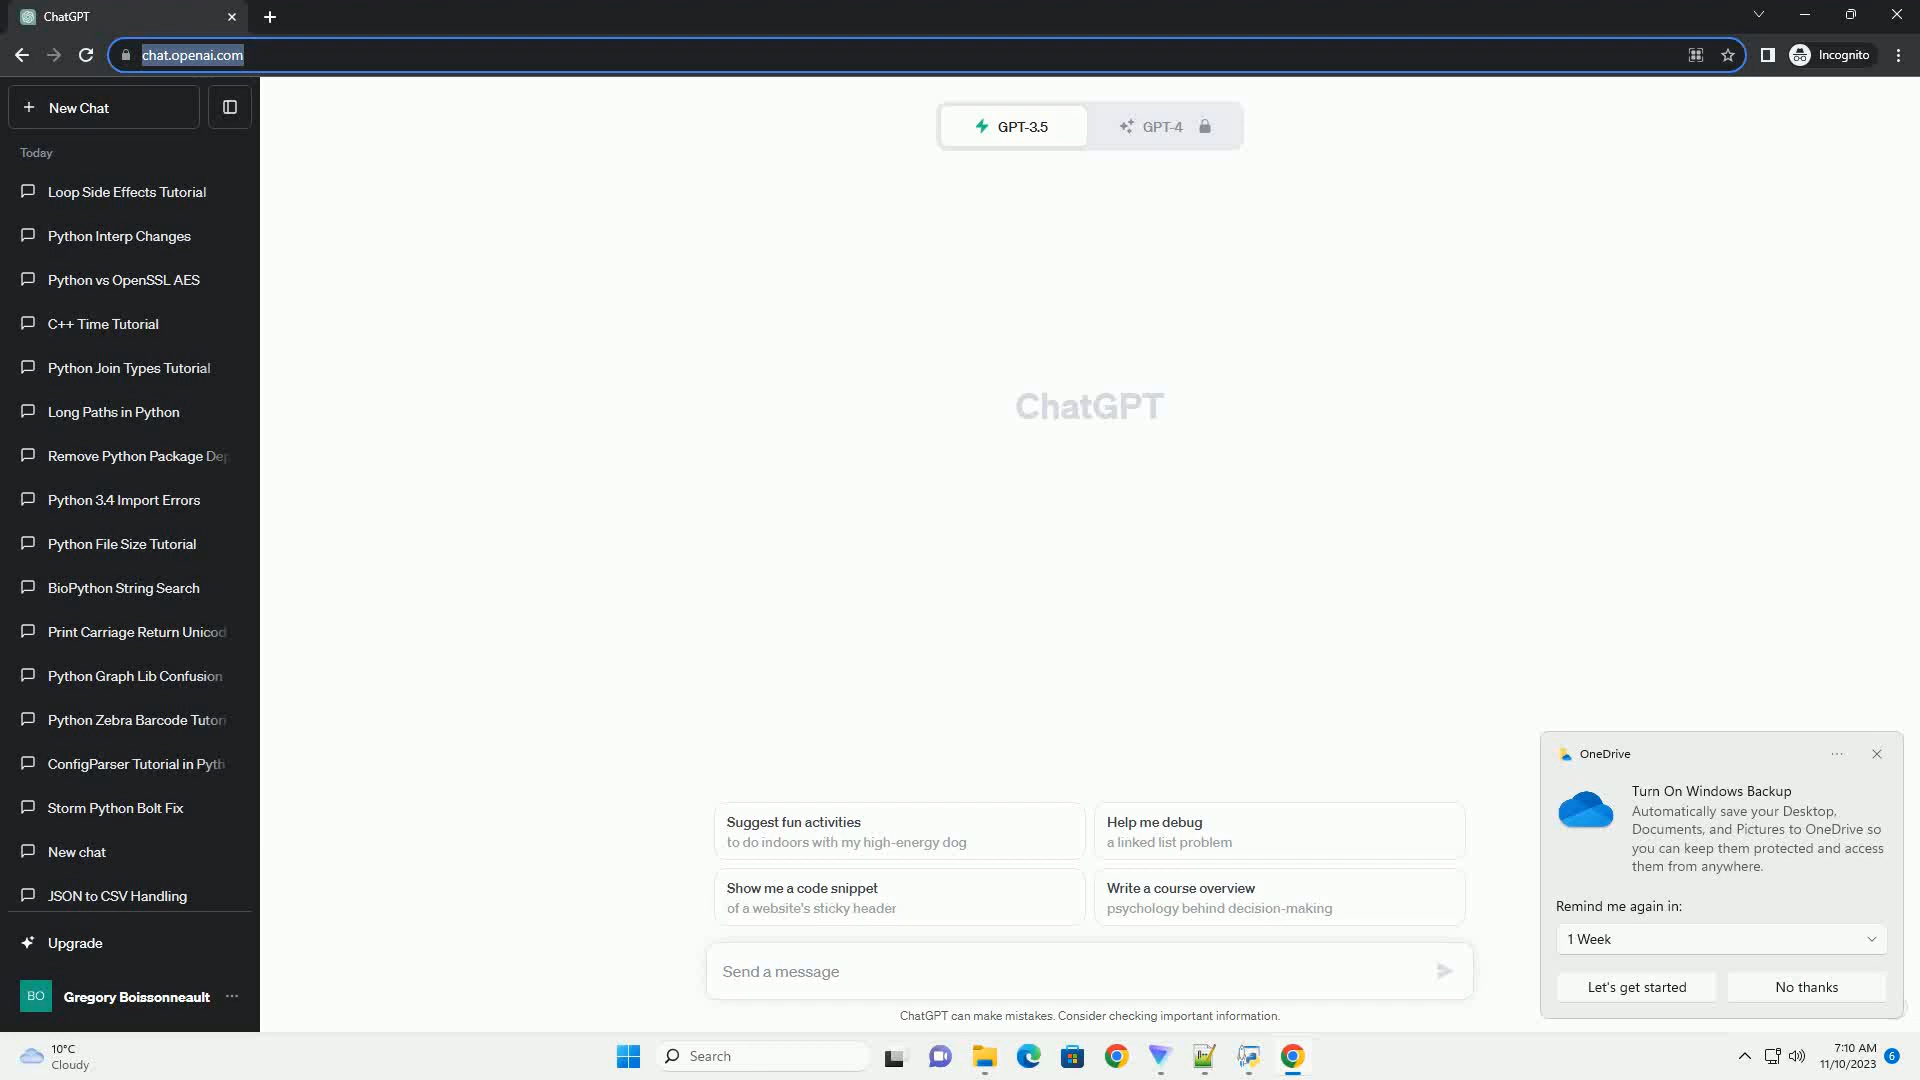 ChatGPT
chat.openai.com
Incognito
New Chat
Today
Loop Side Effects Tutorial
Python Interp Changes
Python vs OpenSSL AES
C++ Time Tutorial
Python Join Types Tutorial
Long Paths in Python
Remove Python Package Dep
Python 3.4 Import Errors
Python File Size Tutorial
BioPython String Search
Print Carriage Return Unicod
Python Graph Lib Confusion
Python Zebra Barcode Tutori
ConfigParser Tutorial in Pyth
Storm Python Bolt Fix
New chat
JSON to CSV Handling
Upgrade
BO
Gregory Boissonneault
GPT-3.5
GPT-4
ChatGPT
Suggest fun activities
to do indoors with my high-energy dog
Help me debug
a linked list problem
Show me a code snippet
of a website's sticky header
Write a course overview
psychology behind decision-making
Send a message
ChatGPT can make mistakes. Consider checking important information.
OneDrive
Turn On Windows Backup
Automatically save your Desktop,
Documents, and Pictures to OneDrive so
you can keep them protected and access
them from anywhere.
Remind me again in:
1 Week
Let's get started
No thanks
10°C
Cloudy
Search
7:10 AM
11/10/2023
6